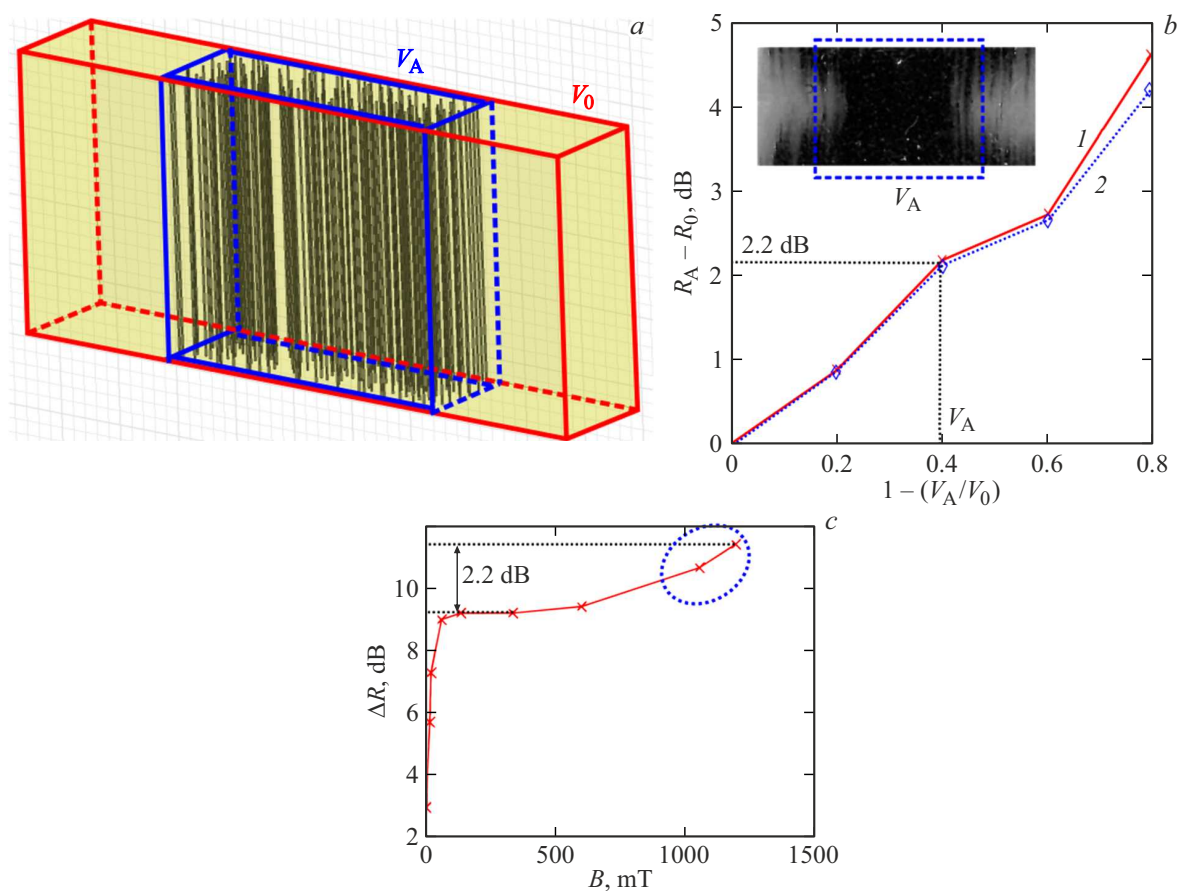 a
V_A
V_0
b
5
4
3
2
1
0
R_A – R_0, dB
V_A
1
2
2.2 dB
V_A
0 0.2 0.4 0.6 0.8
1 – (V_A/V_0)
c
10
8
6
4
2
ΔR, dB
2.2 dB
0 500 1000 1500
B, mT